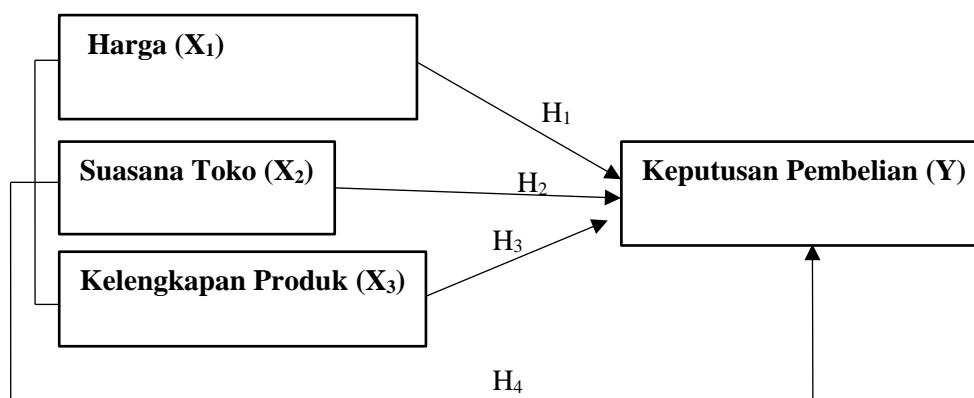 Harga (X₁)
H₁
Suasana Toko (X₂)
Keputusan Pembelian (Y)
H₂
H₃
Kelengkapan Produk (X₃)
H₄